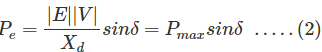 P_e = \frac{|E||V|}{X_d} sinδ = P_{max} sinδ .....(2)